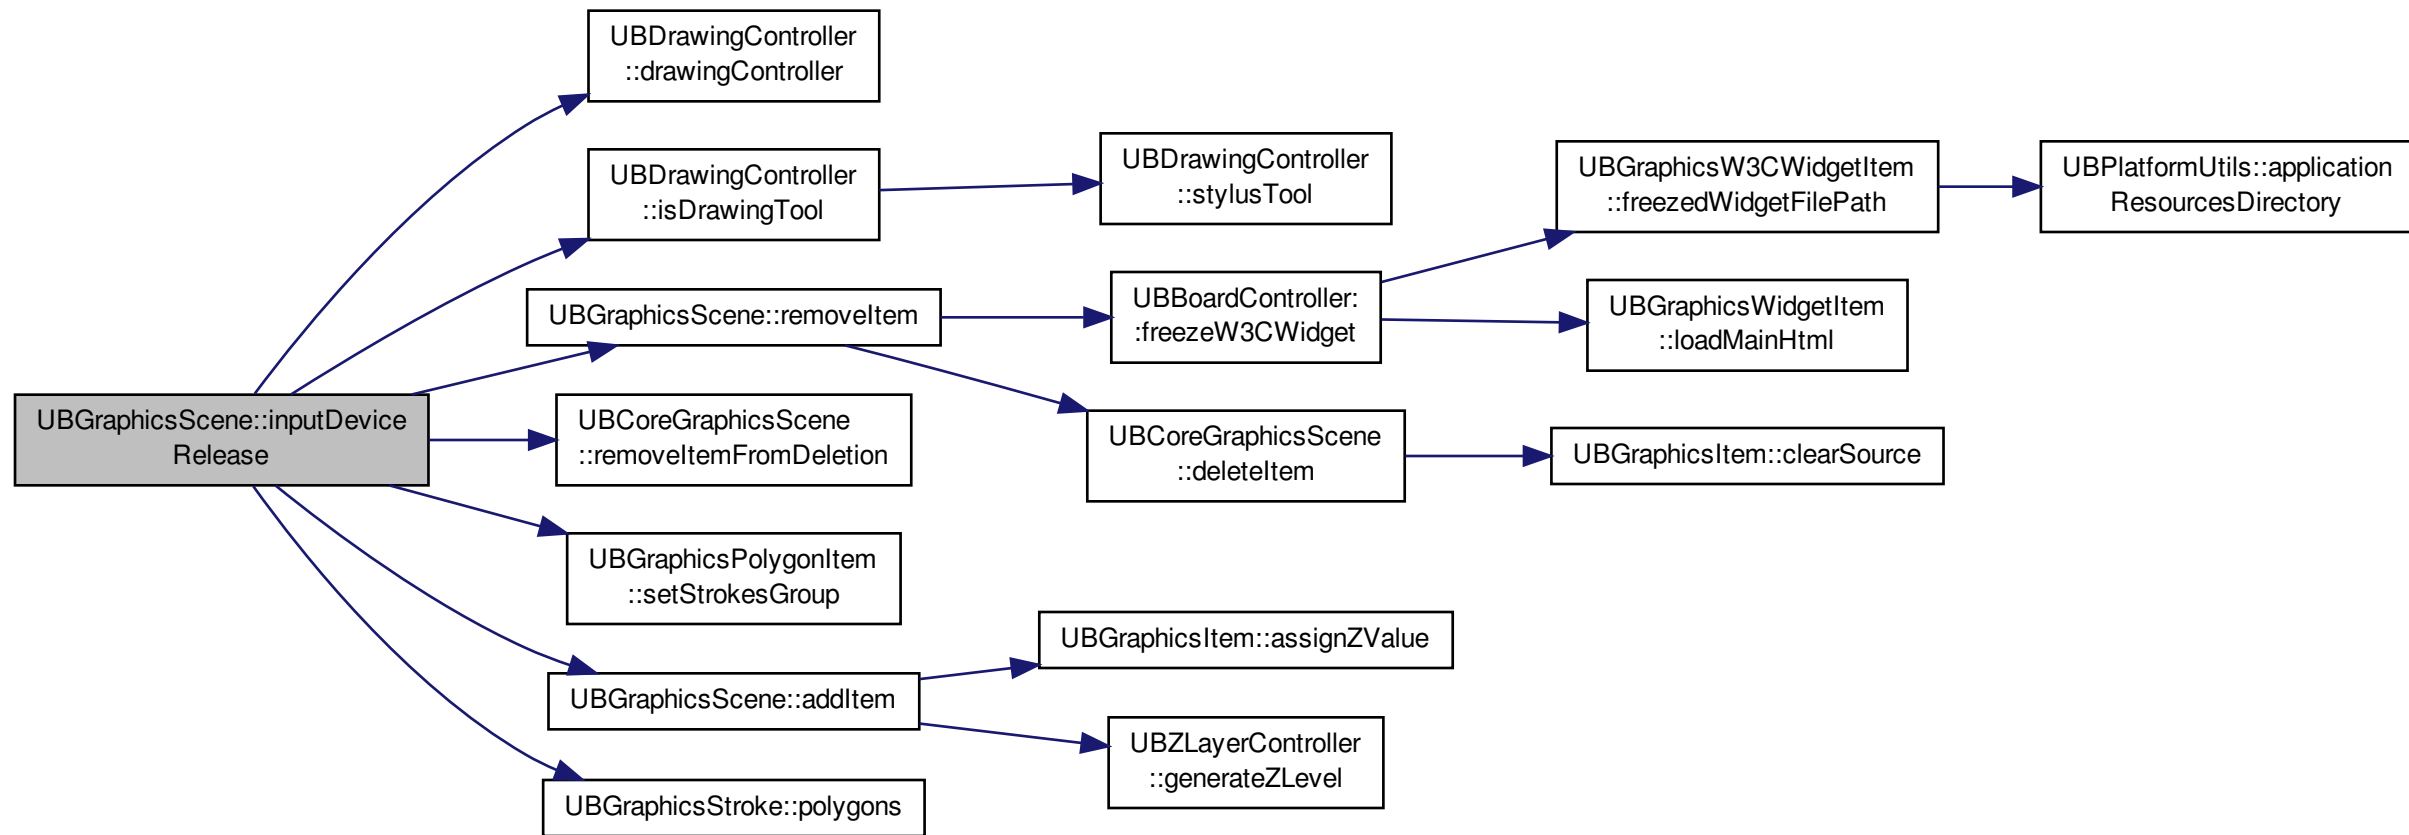 UBDrawingController
::drawingController
UBDrawingController
::isDrawingTool
UBDrawingController
::stylusTool
UBGraphicsW3CWidgetItem
::freezedWidgetFilePath
UBPlatformUtils::application
ResourcesDirectory
UBGraphicsScene::removeItem
UBBoardController:
:freezeW3CWidget
UBGraphicsWidgetItem
::loadMainHtml
UBGraphicsScene::inputDevice
Release
UBCoreGraphicsScene
::removeItemFromDeletion
UBCoreGraphicsScene
::deleteItem
UBGraphicsItem::clearSource
UBGraphicsPolygonItem
::setStrokesGroup
UBGraphicsScene::addItem
UBGraphicsItem::assignZValue
UBZLayerController
::generateZLevel
UBGraphicsStroke::polygons